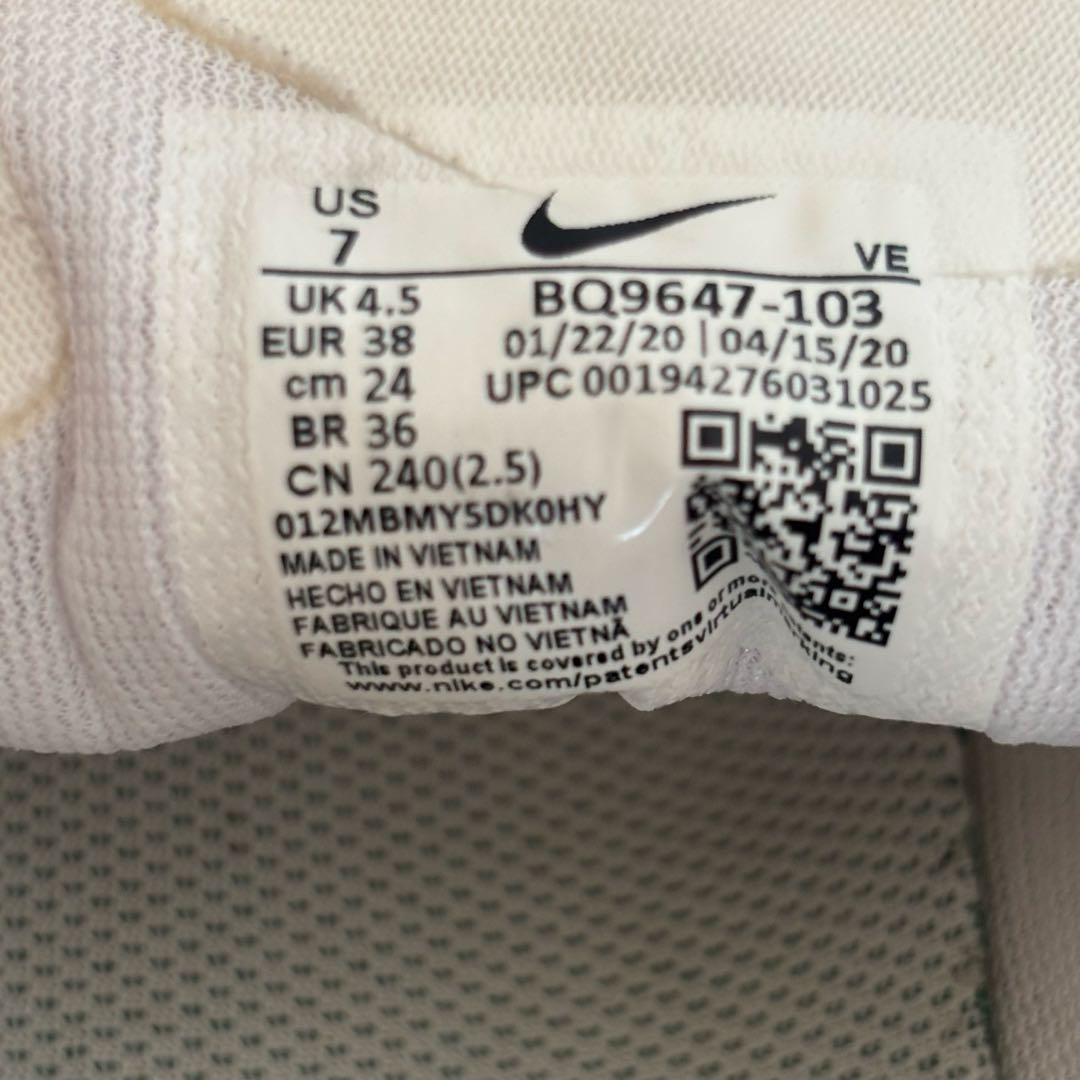 US
7
VE
UK 4.5
BQ9647-103
EUR 38
01/22/20 | 04/15/20
cm 24
UPC 00194276031025
BR 36
CN 240(2.5)
012MBMY5DK0HY
MADE IN VIETNAM
HECHO EN VIETNAM
FABRIQUE AU VIETNAM
FABRICADO NO VIETNÃ
This product is covered by one or more patents:
www.nike.com/patentsvirtualmarking